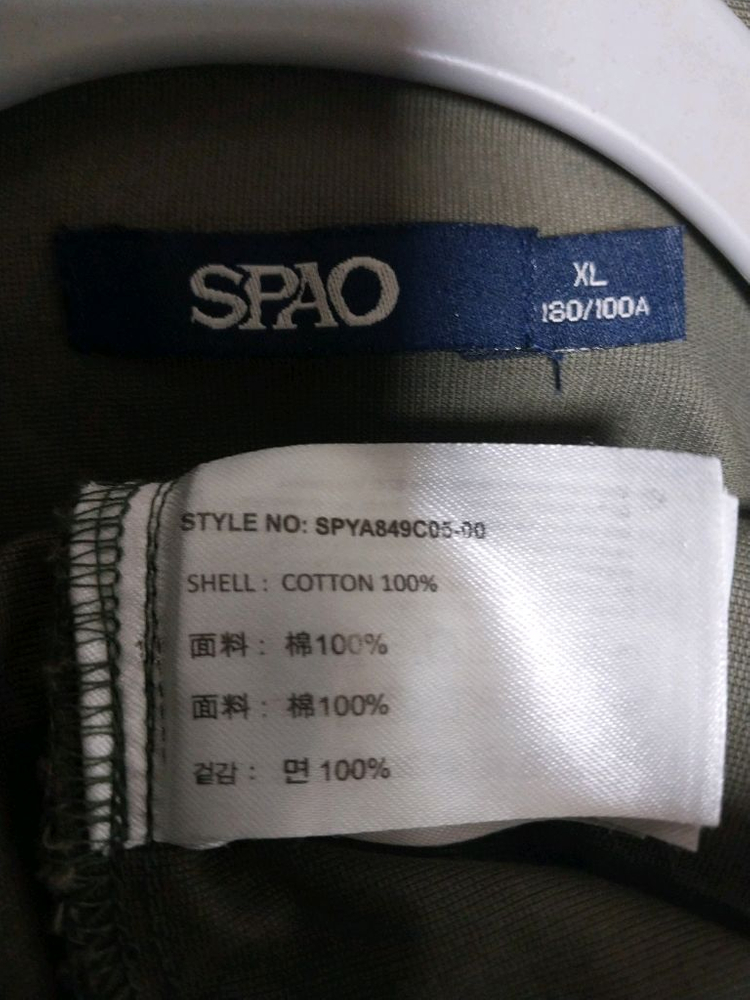 SPAO
XL
180/100A
STYLE NO: SPYA849C05-00
SHELL : COTTON 100%
面料 : 棉100%
面料 : 棉100%
겉감 : 면 100%